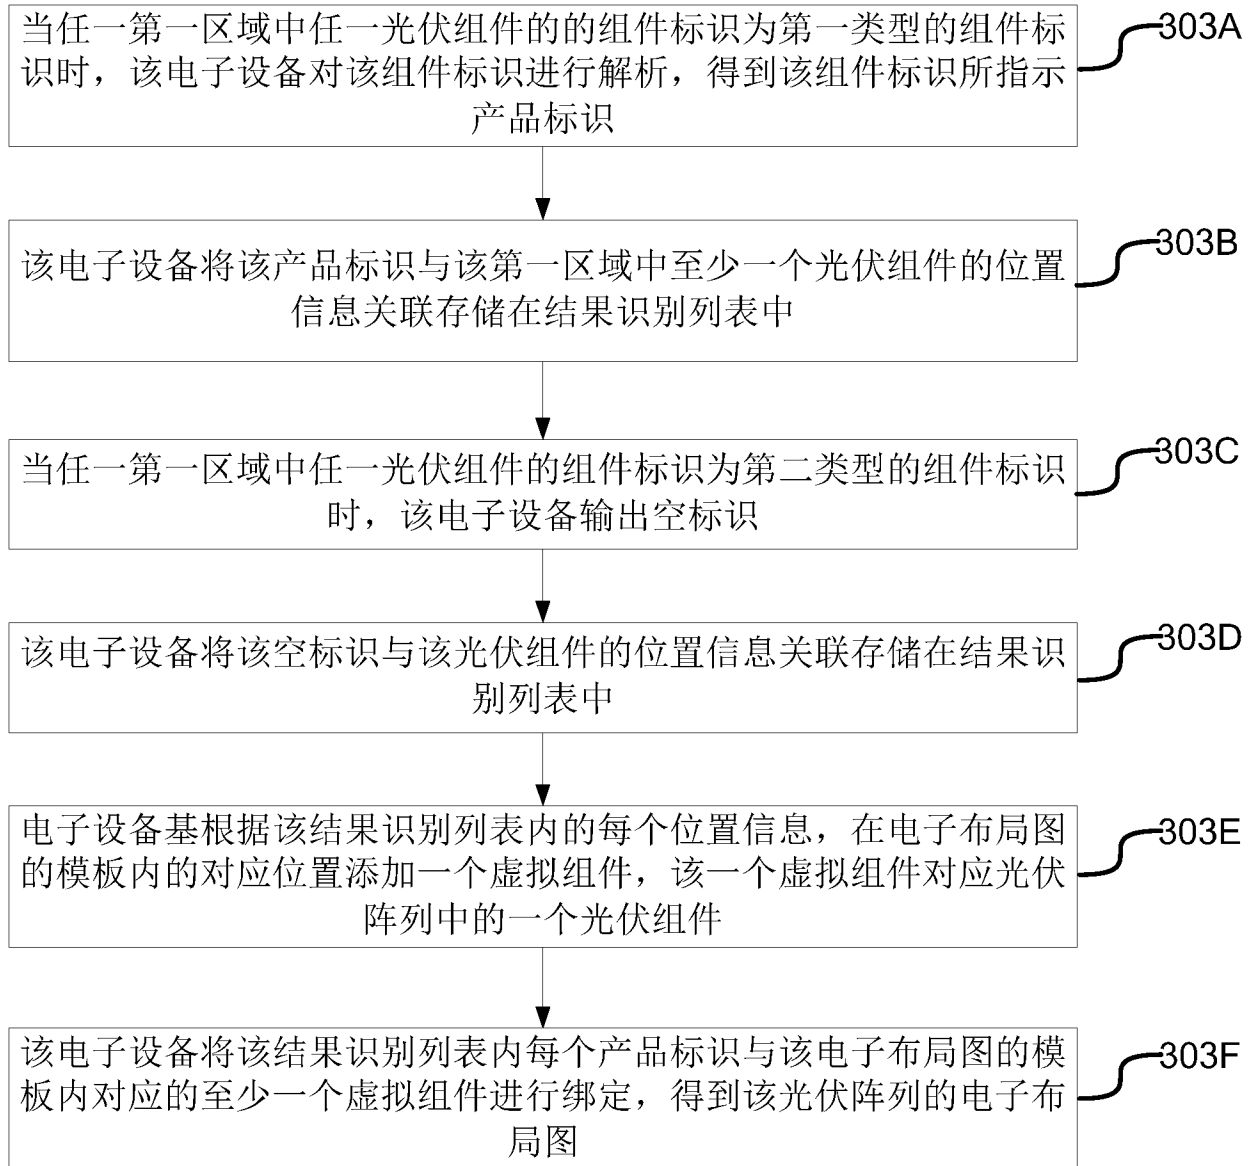 当任一第一区域中任一光伏组件的的组件标识为第一类型的组件标
识时，该电子设备对该组件标识进行解析，得到该组件标识所指示
产品标识
303A
该电子设备将该产品标识与该第一区域中至少一个光伏组件的位置
信息关联存储在结果识别列表中
303B
当任一第一区域中任一光伏组件的组件标识为第二类型的组件标识
时，该电子设备输出空标识
303C
该电子设备将该空标识与该光伏组件的位置信息关联存储在结果识
别列表中
303D
电子设备基根据该结果识别列表内的每个位置信息，在电子布局图
的模板内的对应位置添加一个虚拟组件，该一个虚拟组件对应光伏
阵列中的一个光伏组件
303E
该电子设备将该结果识别列表内每个产品标识与该电子布局图的模
板内对应的至少一个虚拟组件进行绑定，得到该光伏阵列的电子布
局图
303F